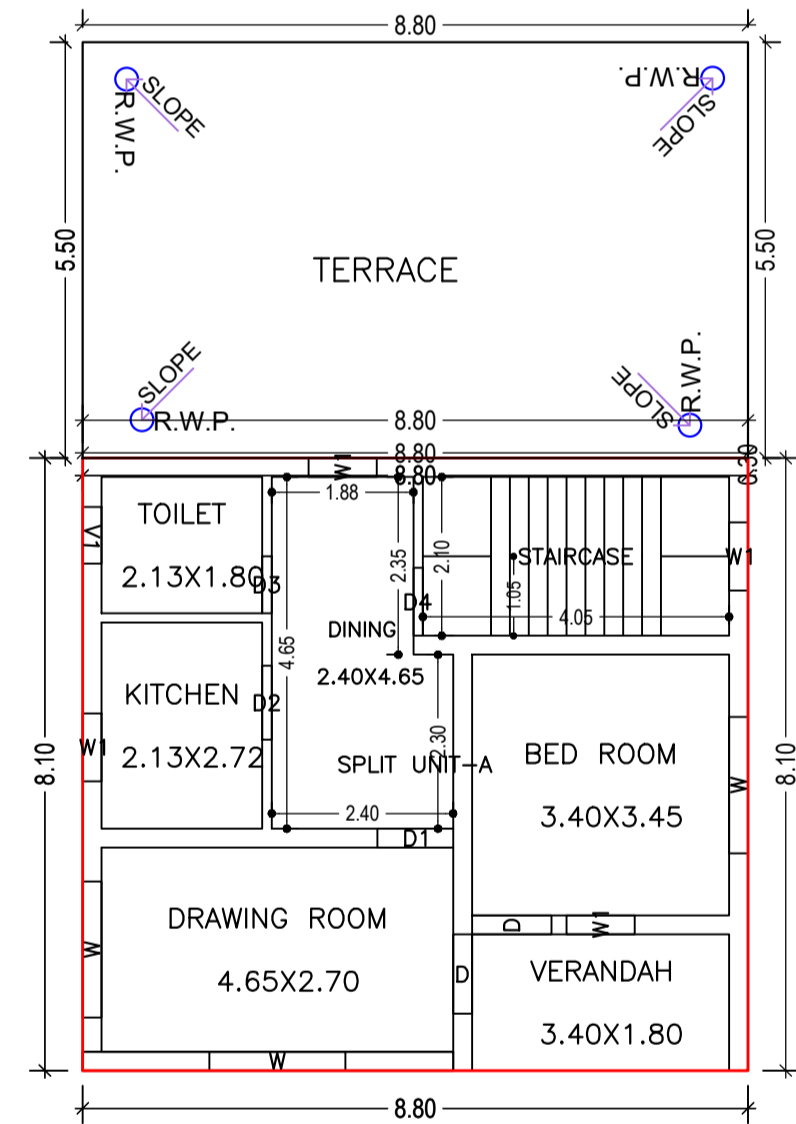 8.80
5.50
5.50
SLOPE
R.W.P.
R.W.P.
SLOPE
TERRACE
SLOPE
R.W.P.
SLOPE
R.W.P.
8.80
8.80
8.80
0.30
W1
1.88
TOILET
2.13X1.80
V1
D3
2.35
2.10
STAIRCASE
W1
1.05
4.05
D4
DINING
2.40X4.65
4.65
KITCHEN
2.13X2.72
D2
W1
2.30
SPLIT UNIT-A
BED ROOM
3.40X3.45
W
8.10
8.10
2.40
D1
DRAWING ROOM
4.65X2.70
W
W
D
W1
D
VERANDAH
3.40X1.80
8.80